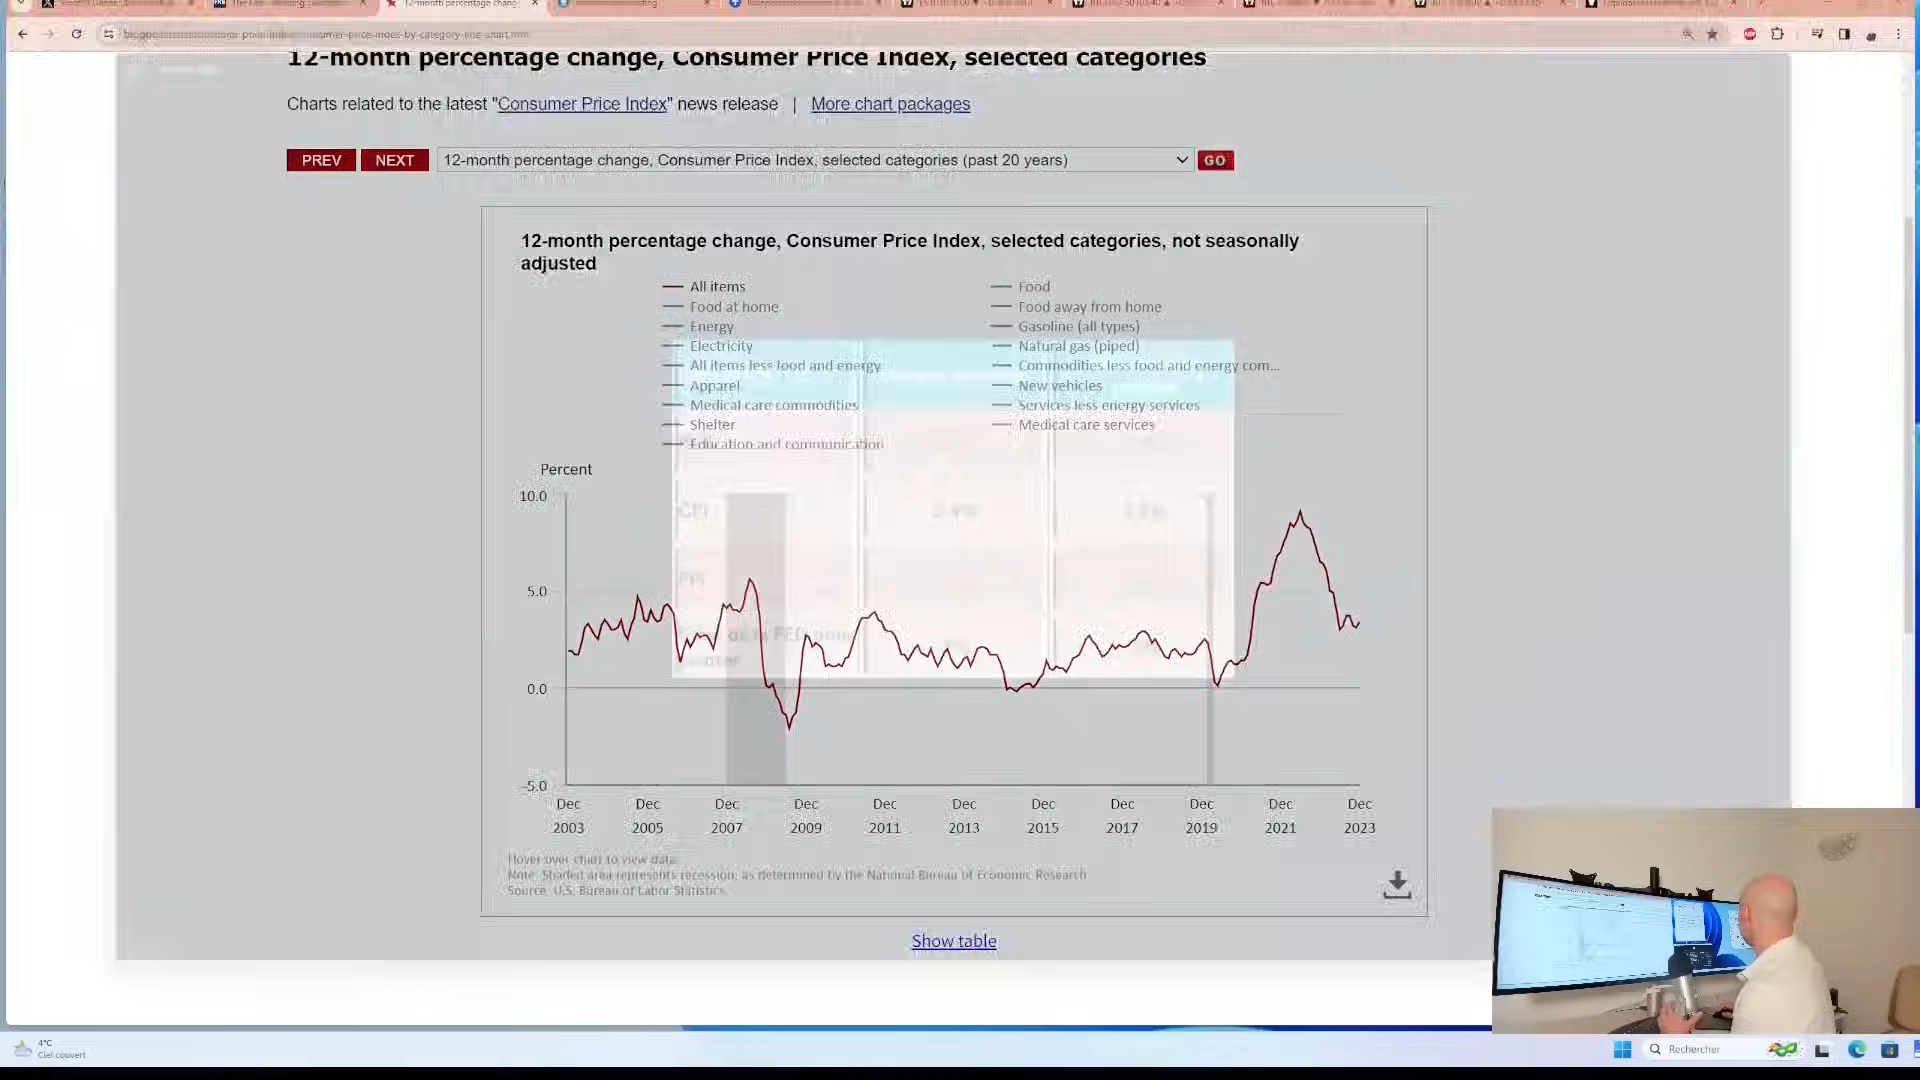 12-month percentage change, Consumer Price Index, selected categories
Charts related to the latest "Consumer Price Index" news release | More chart packages
PREV NEXT 12-month percentage change, Consumer Price Index, selected categories (past 20 years) GO
12-month percentage change, Consumer Price Index, selected categories, not seasonally
adjusted
All items Food
Food at home Food away from home
Energy Gasoline (all types)
Electricity Natural gas (piped)
All items less food and energy Commodities less food and energy com...
Apparel New vehicles
Medical care commodities Services less energy services
Shelter Medical care services
Education and communication
Percent
10.0
5.0
0.0
-5.0
Dec Dec Dec Dec Dec Dec Dec Dec Dec Dec Dec
2003 2005 2007 2009 2011 2013 2015 2017 2019 2021 2023
Hover over chart to view data.
Note: Shaded area represents recession, as determined by the National Bureau of Economic Research
Source: U.S. Bureau of Labor Statistics.
Show table
4°C
Ciel couvert
Rechercher